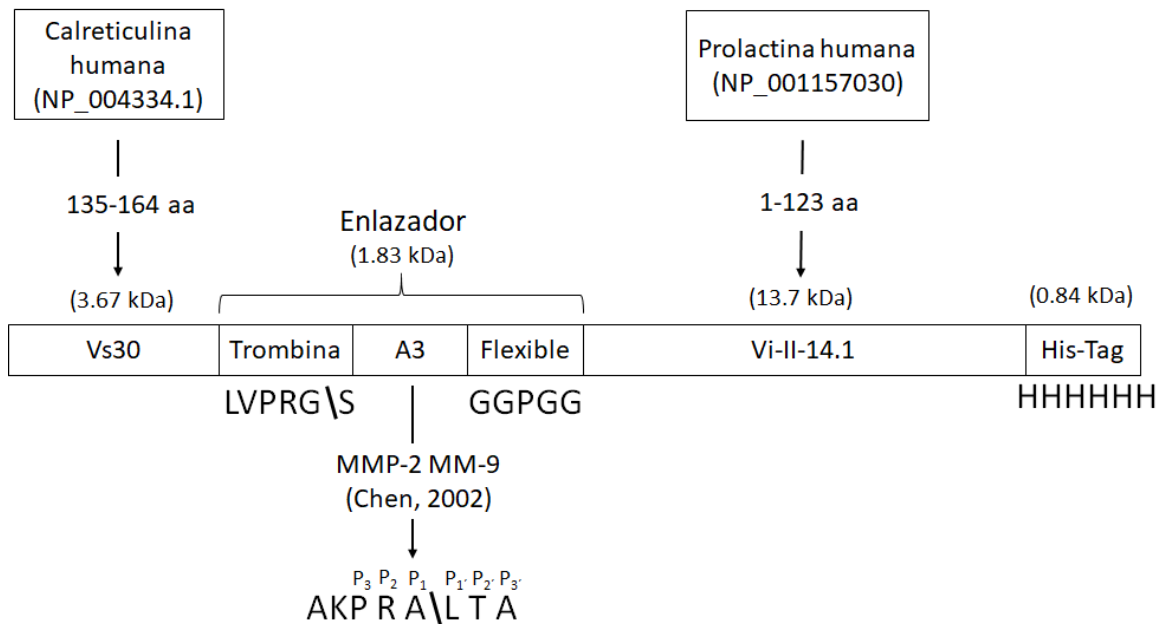 Calreticulina
humana
(NP_004334.1)
Prolactina humana
(NP_001157030)
135-164 aa
1-123 aa
Enlazador
(1.83 kDa)
(3.67 kDa)
(13.7 kDa)
(0.84 kDa)
Vs30
Trombina
A3
Flexible
Vi-II-14.1
His-Tag
LVPRG\S
GGPGG
HHHHHH
MMP-2 MM-9
(Chen, 2002)
P3 P2 P1 P1' P2' P3'
AKP R A\L T A